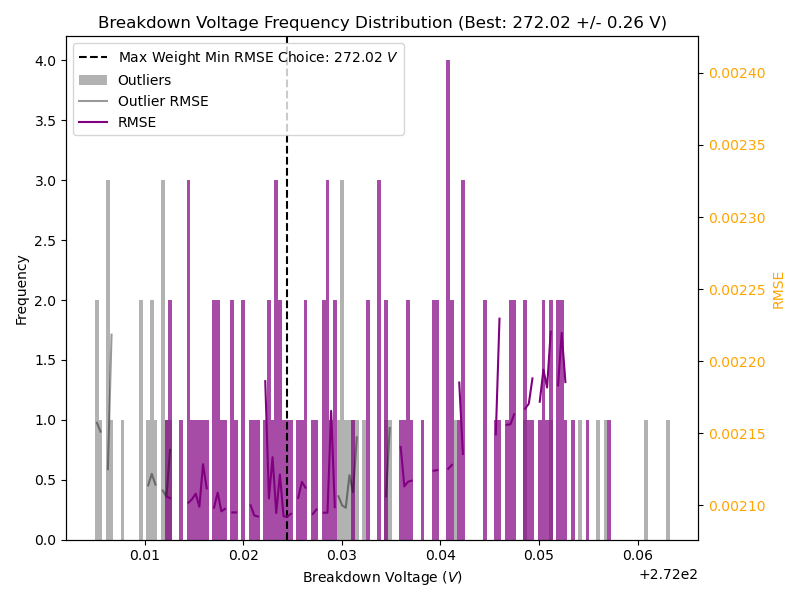 Breakdown Voltage Frequency Distribution (Best: 272.02 +/- 0.26 V)
Max Weight Min RMSE Choice: 272.02 V
Outliers
Outlier RMSE
RMSE
Frequency
4.0
3.5
3.0
2.5
2.0
1.5
1.0
0.5
0.0
0.01
0.02
0.03
0.04
0.05
0.06
+2.72e2
Breakdown Voltage (V)
0.00240
0.00235
0.00230
0.00225
0.00220
0.00215
0.00210
RMSE